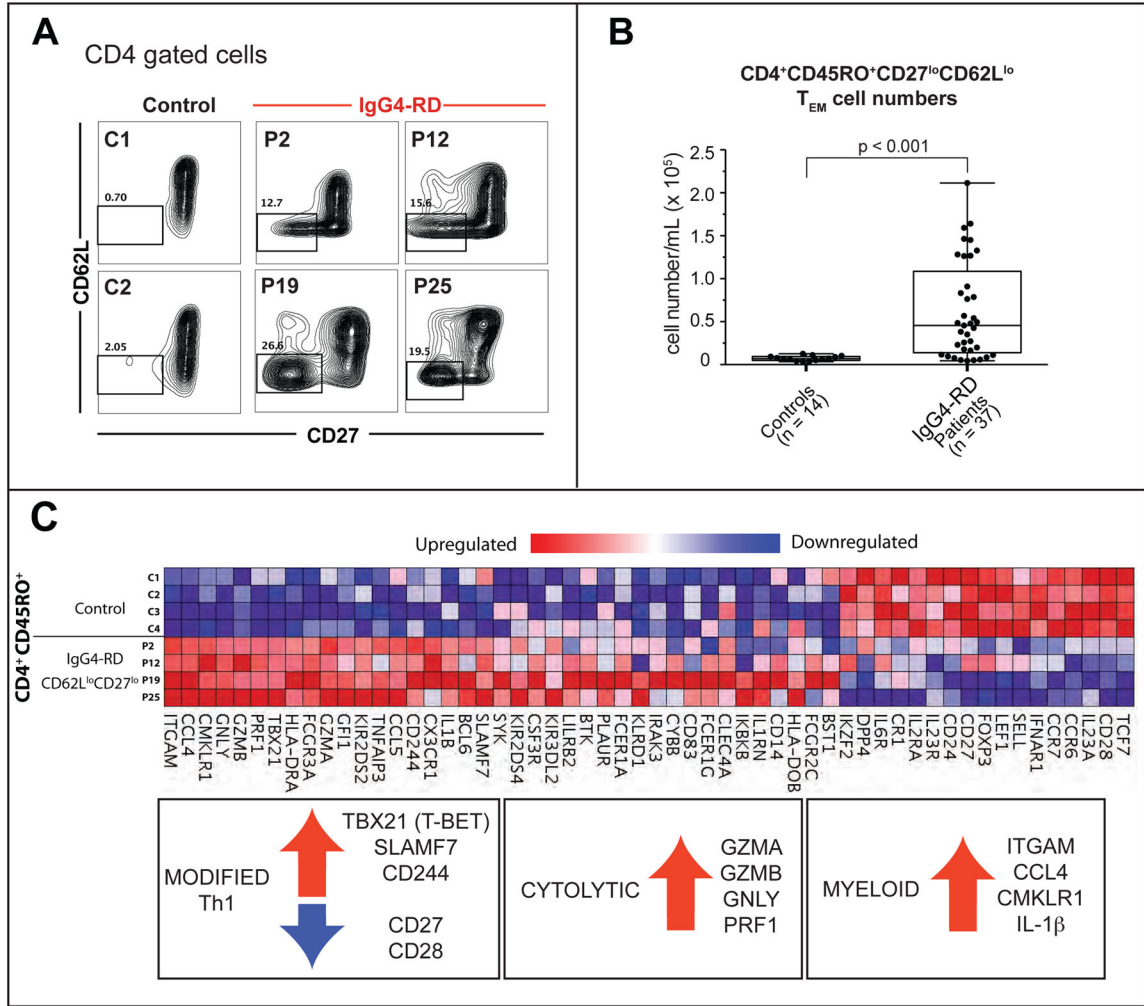 A
CD4 gated cells
Control
IgG4-RD
C1
0.70
P2
12.7
P12
15.6
C2
2.05
P19
26.6
P25
19.5
CD62L
CD27
B
CD4⁺CD45RO⁺CD27ˡᵒCD62Lˡᵒ
T_EM cell numbers
p < 0.001
cell number/mL (x 10⁵)
2.5
2.0
1.5
1.0
0.5
0
Controls
(n = 14)
IgG4-RD
Patients
(n = 37)
C
Upregulated
Downregulated
CD4⁺ CD45RO⁺
Control
C1
C2
C3
C4
IgG4-RD
CD62LˡᵒCD27ˡᵒ
P2
P12
P19
P25
ITGAM
CCL4
CMKLR1
GNLY
GZMB
PRF1
TBX21
HLA-DRA
FCGR3A
GZMA
GFI1
KIR2DS2
TNFAIP3
CCL5
CD244
CX3CR1
IL1B
BCL6
SLAMF7
SYK
KIR2DS4
CSF3R
KIR3DL2
LILRB2
BTK
PLAUR
FCER1A
KLRD1
IRAK3
CYBB
CD83
FCER1G
CLEC4A
IKBKB
IL1RN
CD14
HLA-DOB
FCGR2C
BST1
IKZF2
DPP4
IL6R
CR1
IL2RA
IL23R
CD24
CD27
FOXP3
LEF1
SELL
IFNAR1
CCR7
CCR6
IL23A
CD28
TCF7
MODIFIED
Th1
TBX21 (T-BET)
SLAMF7
CD244
CD27
CD28
CYTOLYTIC
GZMA
GZMB
GNLY
PRF1
MYELOID
ITGAM
CCL4
CMKLR1
IL-1β